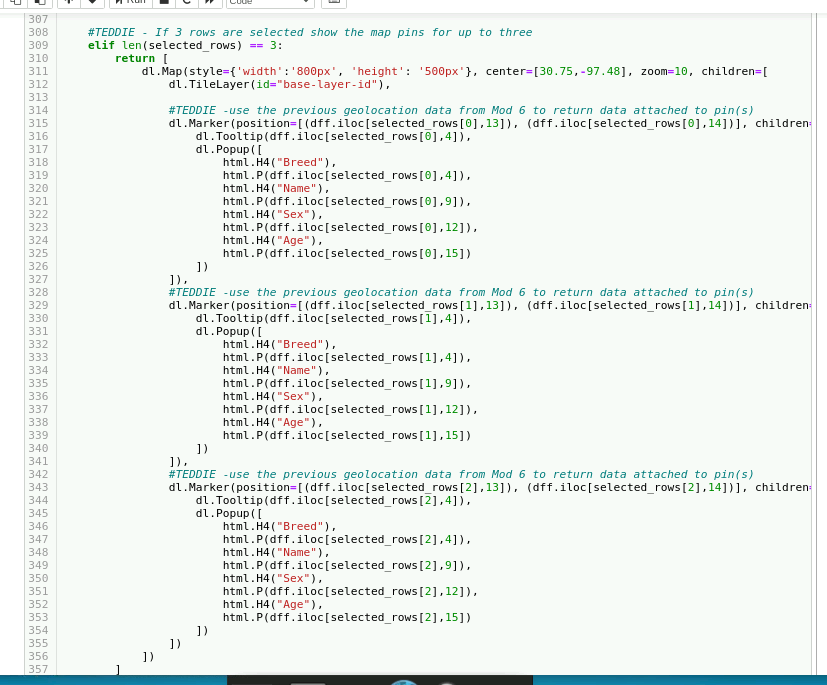 Run
Code
307
308 #TEDDIE - If 3 rows are selected show the map pins for up to three
309 elif len(selected_rows) == 3:
310 return [
311 dl.Map(style={'width':'800px', 'height': '500px'}, center=[30.75,-97.48], zoom=10, children=[
312 dl.TileLayer(id="base-layer-id"),
313
314 #TEDDIE -use the previous geolocation data from Mod 6 to return data attached to pin(s)
315 dl.Marker(position=[(dff.iloc[selected_rows[0],13]), (dff.iloc[selected_rows[0],14])], children=
316 dl.Tooltip(dff.iloc[selected_rows[0],4]),
317 dl.Popup([
318 html.H4("Breed"),
319 html.P(dff.iloc[selected_rows[0],4]),
320 html.H4("Name"),
321 html.P(dff.iloc[selected_rows[0],9]),
322 html.H4("Sex"),
323 html.P(dff.iloc[selected_rows[0],12]),
324 html.H4("Age"),
325 html.P(dff.iloc[selected_rows[0],15])
326 ])
327 ]),
328 #TEDDIE -use the previous geolocation data from Mod 6 to return data attached to pin(s)
329 dl.Marker(position=[(dff.iloc[selected_rows[1],13]), (dff.iloc[selected_rows[1],14])], children=
330 dl.Tooltip(dff.iloc[selected_rows[1],4]),
331 dl.Popup([
332 html.H4("Breed"),
333 html.P(dff.iloc[selected_rows[1],4]),
334 html.H4("Name"),
335 html.P(dff.iloc[selected_rows[1],9]),
336 html.H4("Sex"),
337 html.P(dff.iloc[selected_rows[1],12]),
338 html.H4("Age"),
339 html.P(dff.iloc[selected_rows[1],15])
340 ])
341 ]),
342 #TEDDIE -use the previous geolocation data from Mod 6 to return data attached to pin(s)
343 dl.Marker(position=[(dff.iloc[selected_rows[2],13]), (dff.iloc[selected_rows[2],14])], children=
344 dl.Tooltip(dff.iloc[selected_rows[2],4]),
345 dl.Popup([
346 html.H4("Breed"),
347 html.P(dff.iloc[selected_rows[2],4]),
348 html.H4("Name"),
349 html.P(dff.iloc[selected_rows[2],9]),
350 html.H4("Sex"),
351 html.P(dff.iloc[selected_rows[2],12]),
352 html.H4("Age"),
353 html.P(dff.iloc[selected_rows[2],15])
354 ])
355 ])
356 ])
357 ]